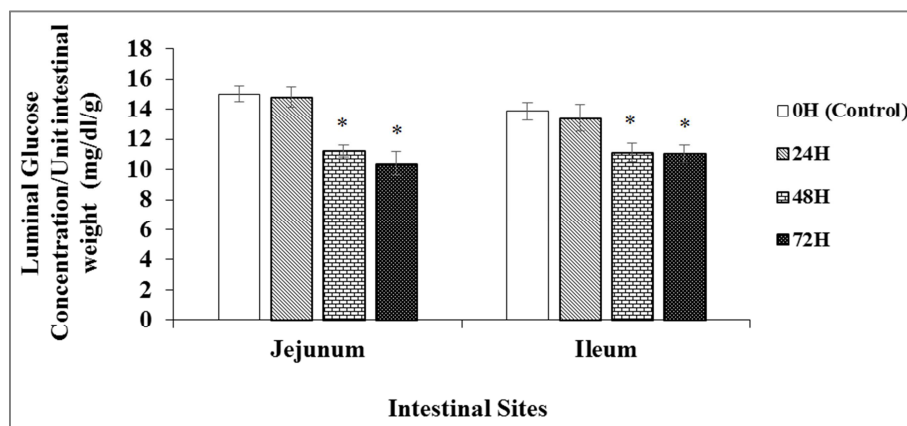 Luminal Glucose
Concentration/Unit intestinal
weight (mg/dl/g)
18
16
14
12
10
8
6
4
2
0
*
*
*
*
Jejunum
Ileum
Intestinal Sites
0H (Control)
24H
48H
72H